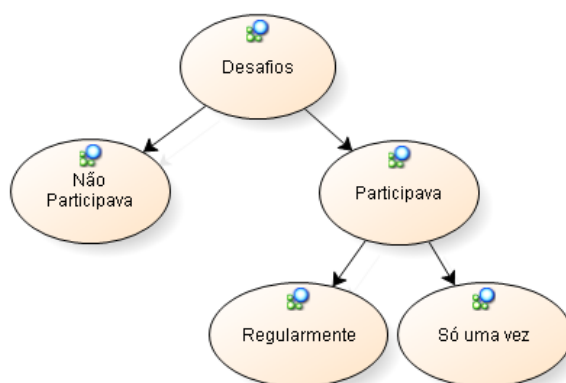 Desafios
Não
Participava
Participava
Regularmente
Só uma vez